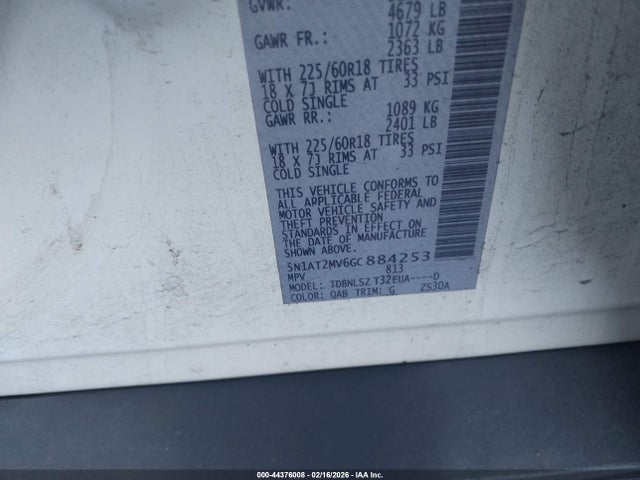 GVWR: 4679 LB
GAWR FR.: 1072 KG
2363 LB
WITH 225/60R18 TIRES
18 X 7J RIMS AT 33 PSI
COLD SINGLE
GAWR RR.: 1089 KG
2401 LB
WITH 225/60R18 TIRES
18 X 7J RIMS AT 33 PSI
COLD SINGLE
THIS VEHICLE CONFORMS TO
ALL APPLICABLE FEDERAL
MOTOR VEHICLE SAFETY AND
THEFT PREVENTION
STANDARDS IN EFFECT ON
THE DATE OF MANUFACTURE
SHOWN ABOVE.
5N1AT2MV6GC884253
MPV 813
MODEL: TDBNLSZ T32EUA----D
COLOR: QAB TRIM: G ZS30A
000-44376008 - 02/16/2026 - IAA Inc.